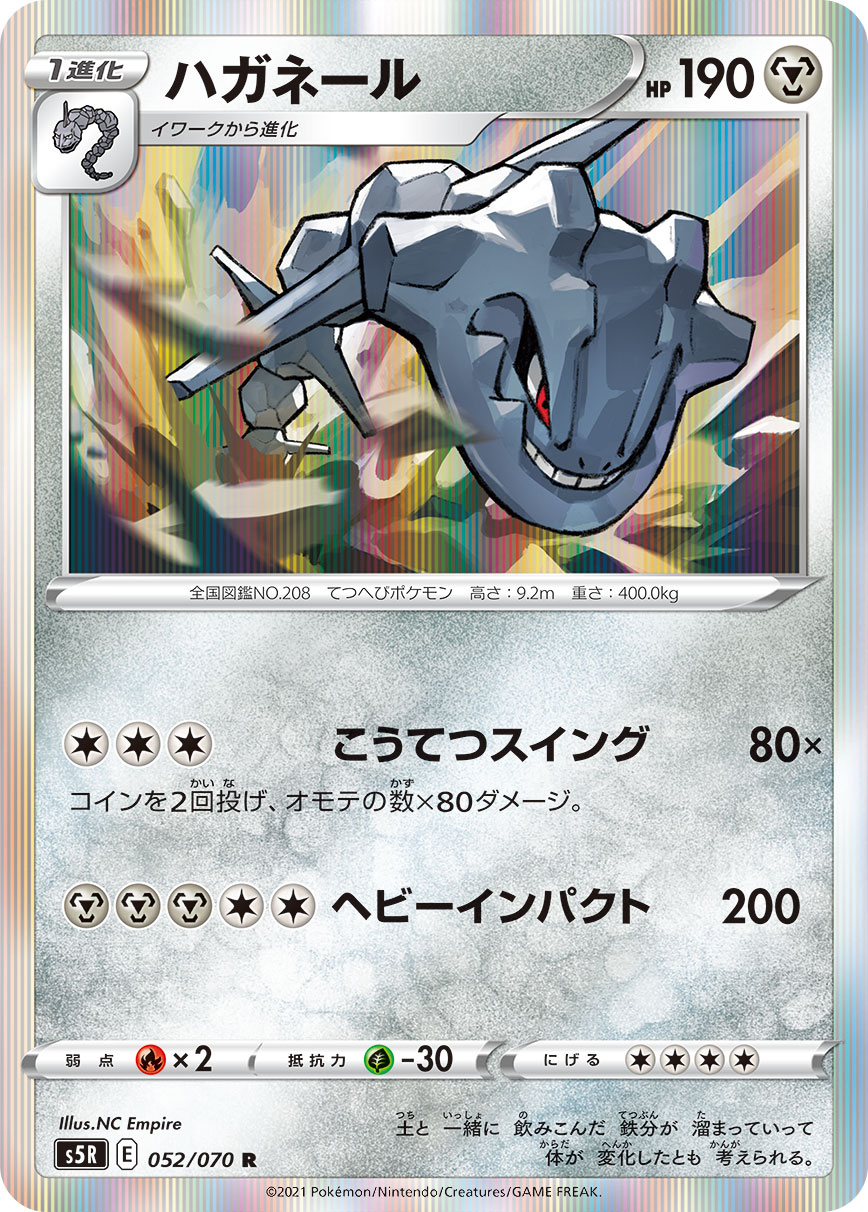 1進化
ハガネール
HP 190
イワークから進化
全国図鑑NO.208 てつへびポケモン 高さ:9.2m 重さ:400.0kg
こうてつスイング 80×
かい な かず
コインを2回投げ、オモテの数×80ダメージ。
ヘビーインパクト 200
弱点 ×2 抵抗力 -30 にげる
Illus.NC Empire
つち いっしょ の てつぶん た
土と 一緒に 飲みこんだ 鉄分が 溜まっていって
からだ へんか かんが
体が 変化したとも 考えられる。
s5R E 052/070 R
©2021 Pokémon/Nintendo/Creatures/GAME FREAK.